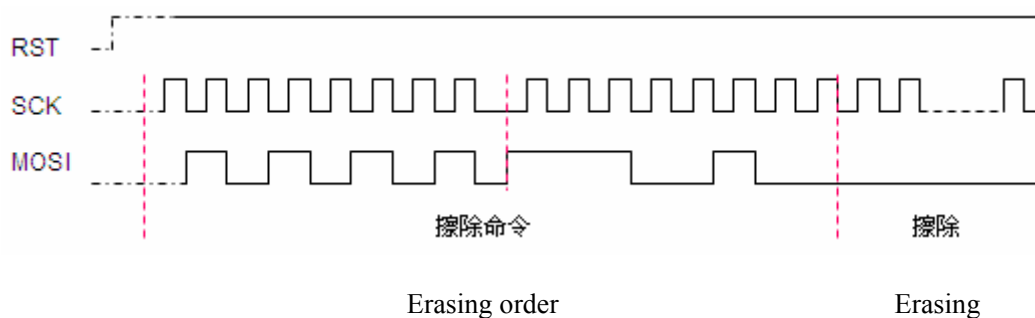 RST
SCK
MOSI
擦除命令 擦除
Erasing order Erasing